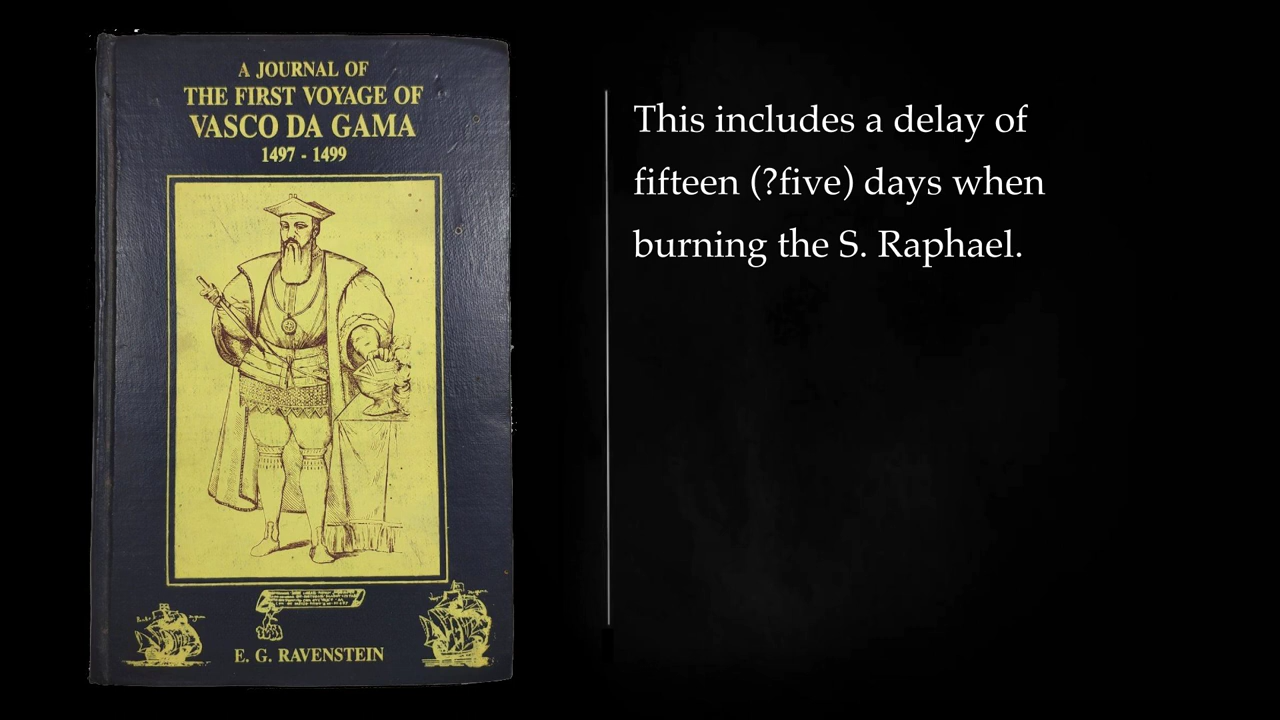 A JOURNAL OF
THE FIRST VOYAGE OF
VASCO DA GAMA
1497 - 1499
E. G. RAVENSTEIN
This includes a delay of
fifteen (?five) days when
burning the S. Raphael.